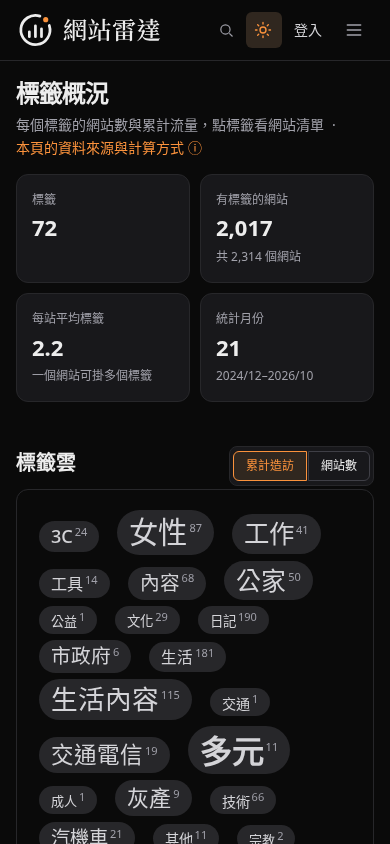 網站雷達
登入
標籤概況
每個標籤的網站數與累計流量，點標籤看網站清單 ·
本頁的資料來源與計算方式 ⓘ
標籤
72
有標籤的網站
2,017
共 2,314 個網站
每站平均標籤
2.2
一個網站可掛多個標籤
統計月份
21
2024/12–2026/10
標籤雲
累計造訪 網站數
3C 24 女性 87 工作 41
工具 14 內容 68 公家 50
公益 1 文化 29 日記 190
市政府 6 生活 181
生活內容 115 交通 1
交通電信 19 多元 11
成人 1 灰產 9 技術 66
汽機車 21 其他 11 宗教 2